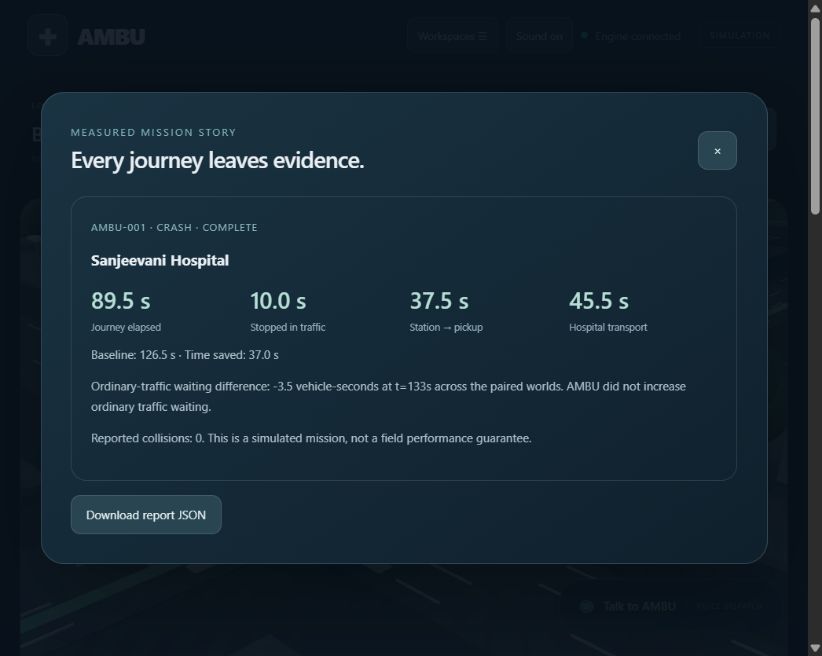 AMBU
Workspaces ☰
Sound on
Engine connected
SIMULATION
MEASURED MISSION STORY
Every journey leaves evidence.
×
AMBU-001 · CRASH · COMPLETE
Sanjeevani Hospital
89.5 s
10.0 s
37.5 s
45.5 s
Journey elapsed
Stopped in traffic
Station → pickup
Hospital transport
Baseline: 126.5 s · Time saved: 37.0 s
Ordinary-traffic waiting difference: -3.5 vehicle-seconds at t=133s across the paired worlds. AMBU did not increase
ordinary traffic waiting.
Reported collisions: 0. This is a simulated mission, not a field performance guarantee.
Download report JSON
Talk to AMBU